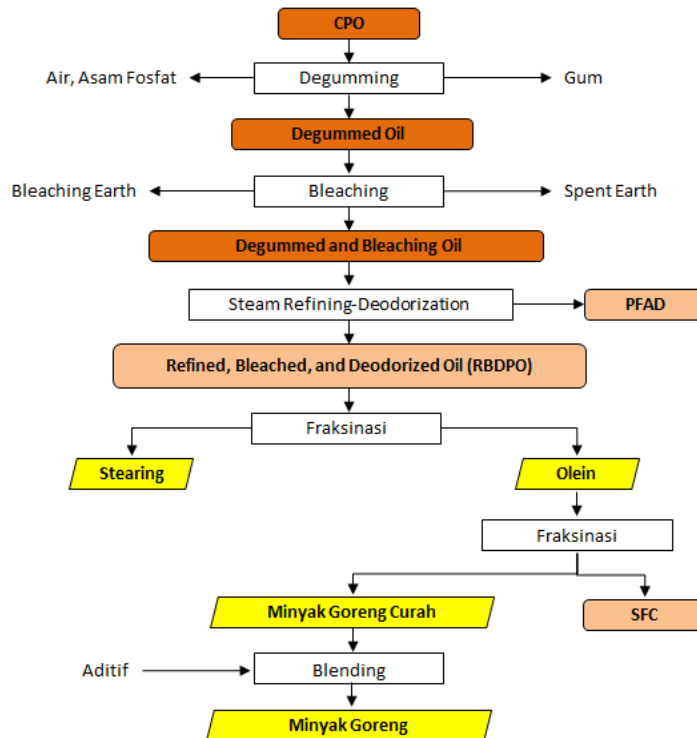 CPO
Air, Asam Fosfat
Degumming
Gum
Degummed Oil
Bleaching Earth
Bleaching
Spent Earth
Degummed and Bleaching Oil
Steam Refining-Deodorization
PFAD
Refined, Bleached, and Deodorized Oil (RBDPO)
Fraksinasi
Stearing
Olein
Fraksinasi
Minyak Goreng Curah
SFC
Aditif
Blending
Minyak Goreng